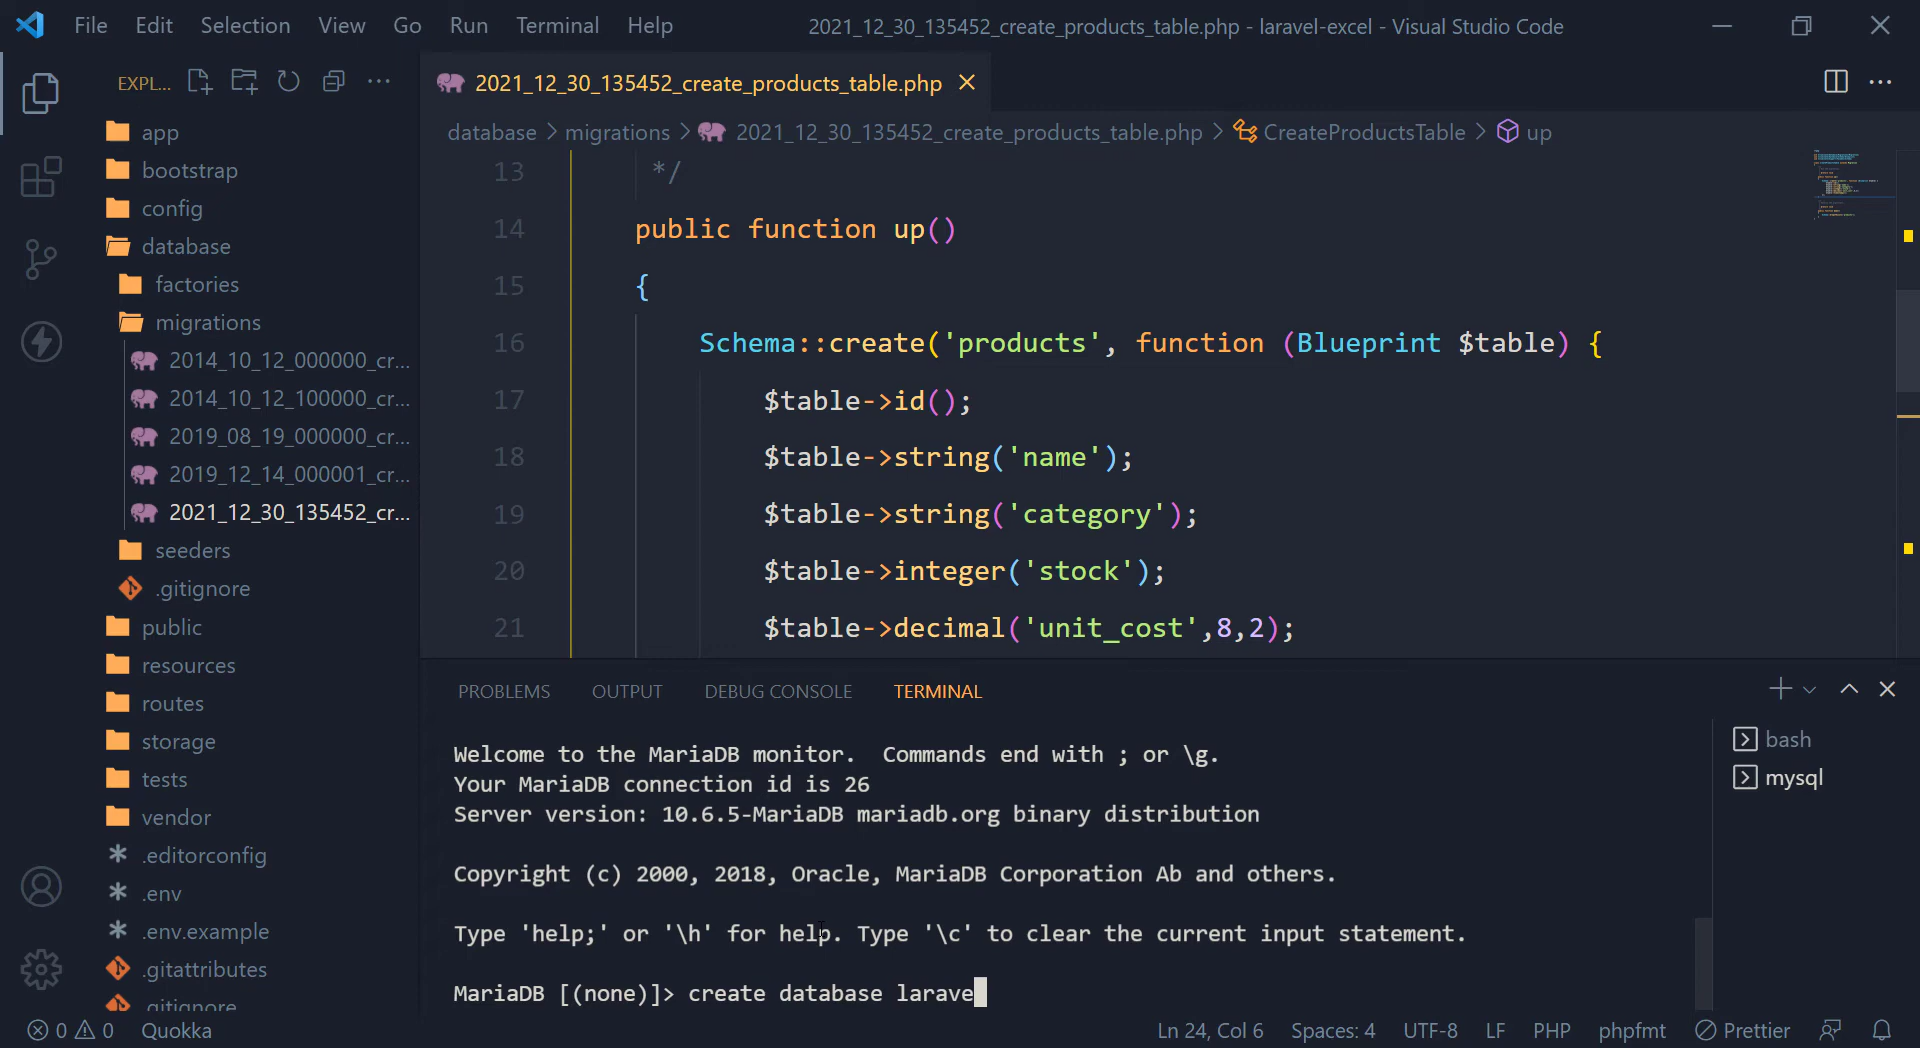 File Edit Selection View Go Run Terminal Help 2021_12_30_135452_create_products_table.php - laravel-excel - Visual Studio Code
EXPL...
app
bootstrap
config
database
factories
migrations
2014_10_12_000000_cr...
2014_10_12_100000_cr...
2019_08_19_000000_cr...
2019_12_14_000001_cr...
2021_12_30_135452_cr...
seeders
.gitignore
public
resources
routes
storage
tests
vendor
.editorconfig
.env
.env.example
.gitattributes
.gitignore
2021_12_30_135452_create_products_table.php
database > migrations > 2021_12_30_135452_create_products_table.php > CreateProductsTable > up
13 */
14 public function up()
15 {
16 Schema::create('products', function (Blueprint $table) {
17 $table->id();
18 $table->string('name');
19 $table->string('category');
20 $table->integer('stock');
21 $table->decimal('unit_cost',8,2);
PROBLEMS OUTPUT DEBUG CONSOLE TERMINAL
Welcome to the MariaDB monitor.  Commands end with ; or \g.
Your MariaDB connection id is 26
Server version: 10.6.5-MariaDB mariadb.org binary distribution
Copyright (c) 2000, 2018, Oracle, MariaDB Corporation Ab and others.
Type 'help;' or '\h' for help. Type '\c' to clear the current input statement.
MariaDB [(none)]> create database larave
bash
mysql
0 0 Quokka Ln 24, Col 6 Spaces: 4 UTF-8 LF PHP phpfmt Prettier